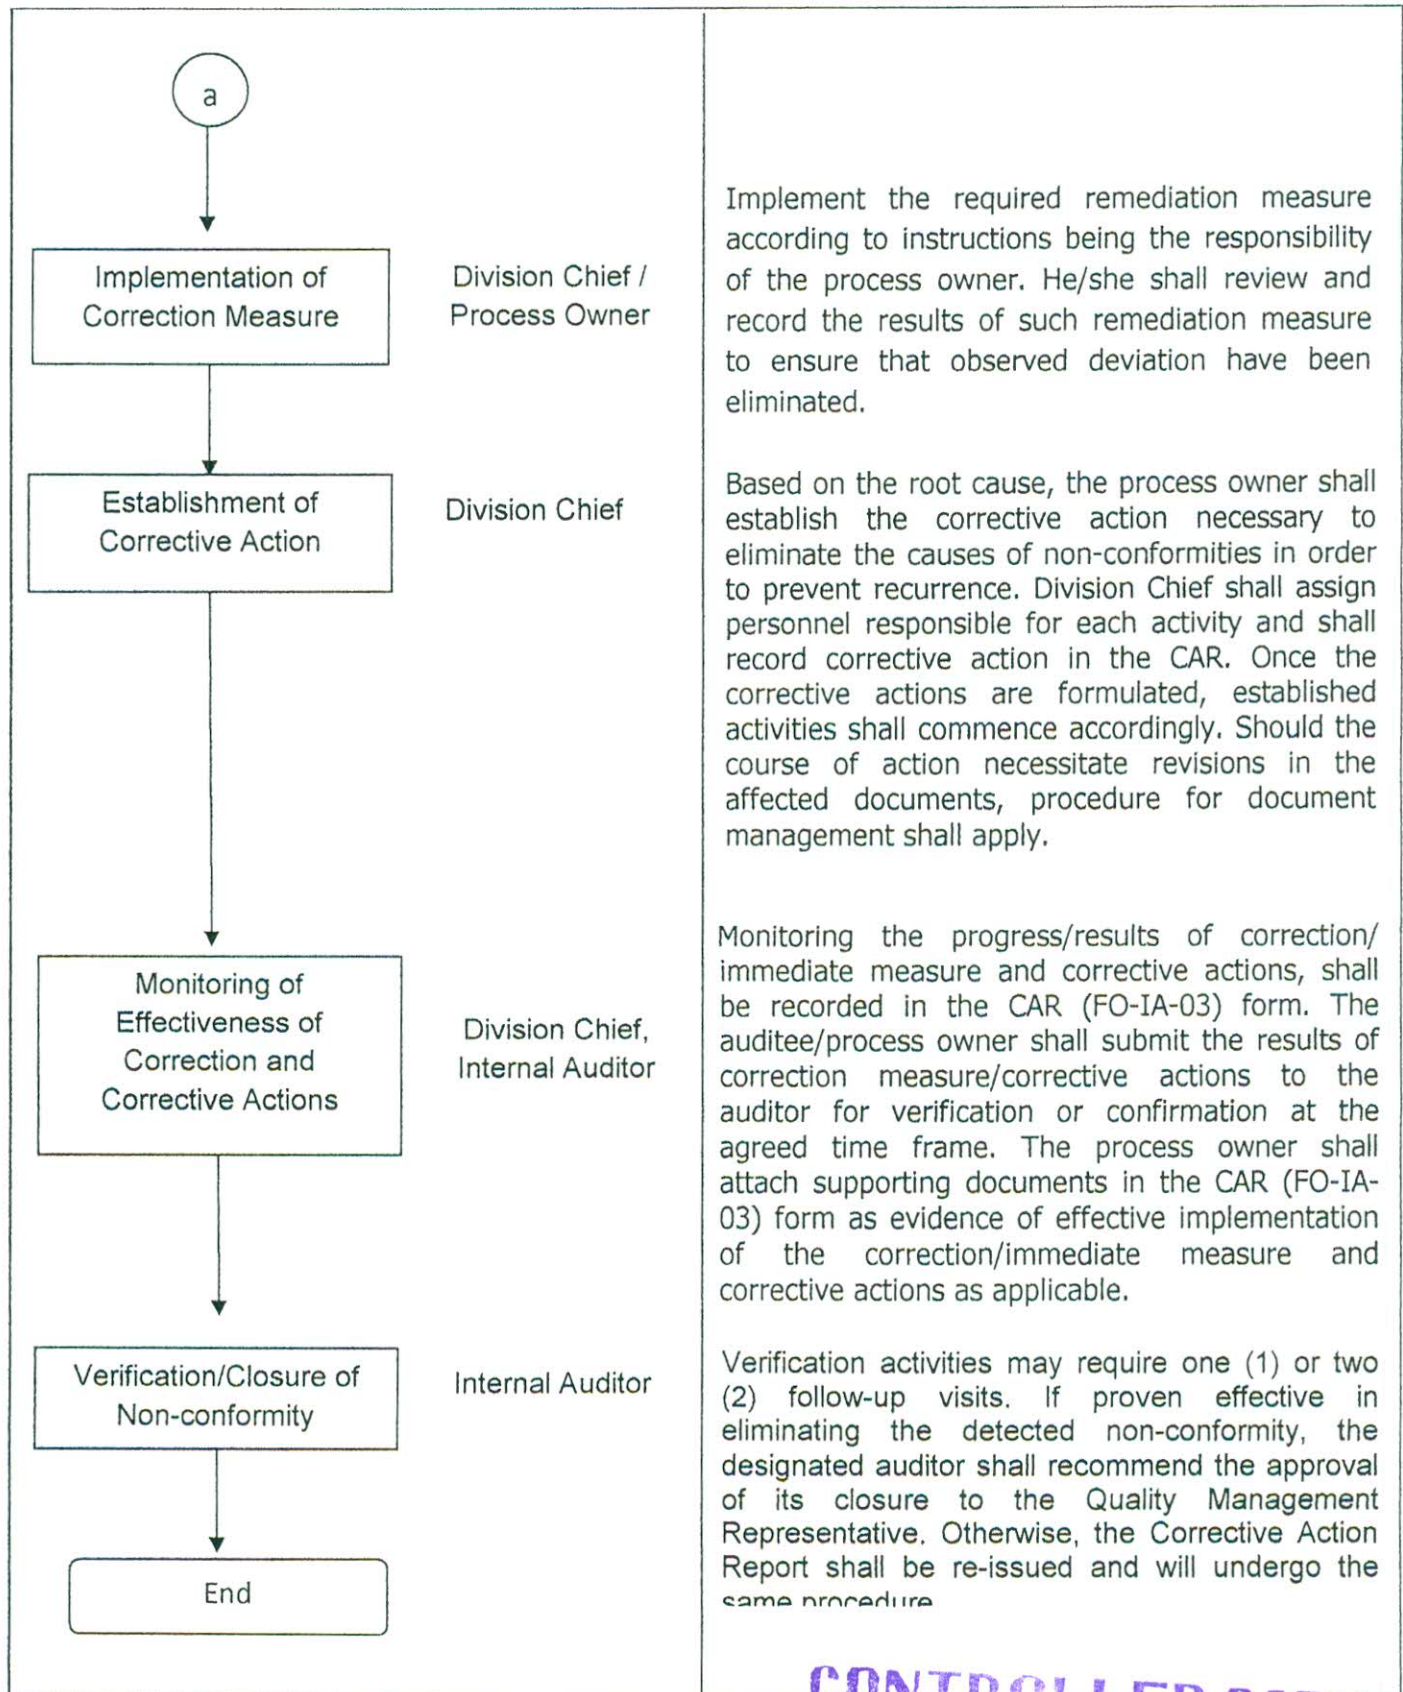 a
Implementation of
Correction Measure
Division Chief /
Process Owner
Implement the required remediation measure
according to instructions being the responsibility
of the process owner. He/she shall review and
record the results of such remediation measure
to ensure that observed deviation have been
eliminated.
Establishment of
Corrective Action
Division Chief
Based on the root cause, the process owner shall
establish the corrective action necessary to
eliminate the causes of non-conformities in order
to prevent recurrence. Division Chief shall assign
personnel responsible for each activity and shall
record corrective action in the CAR. Once the
corrective actions are formulated, established
activities shall commence accordingly. Should the
course of action necessitate revisions in the
affected documents, procedure for document
management shall apply.
Monitoring of
Effectiveness of
Correction and
Corrective Actions
Division Chief,
Internal Auditor
Monitoring the progress/results of correction/
immediate measure and corrective actions, shall
be recorded in the CAR (FO-IA-03) form. The
auditee/process owner shall submit the results of
correction measure/corrective actions to the
auditor for verification or confirmation at the
agreed time frame. The process owner shall
attach supporting documents in the CAR (FO-IA-
03) form as evidence of effective implementation
of the correction/immediate measure and
corrective actions as applicable.
Verification/Closure of
Non-conformity
Internal Auditor
Verification activities may require one (1) or two
(2) follow-up visits. If proven effective in
eliminating the detected non-conformity, the
designated auditor shall recommend the approval
of its closure to the Quality Management
Representative. Otherwise, the Corrective Action
Report shall be re-issued and will undergo the
same procedure
End